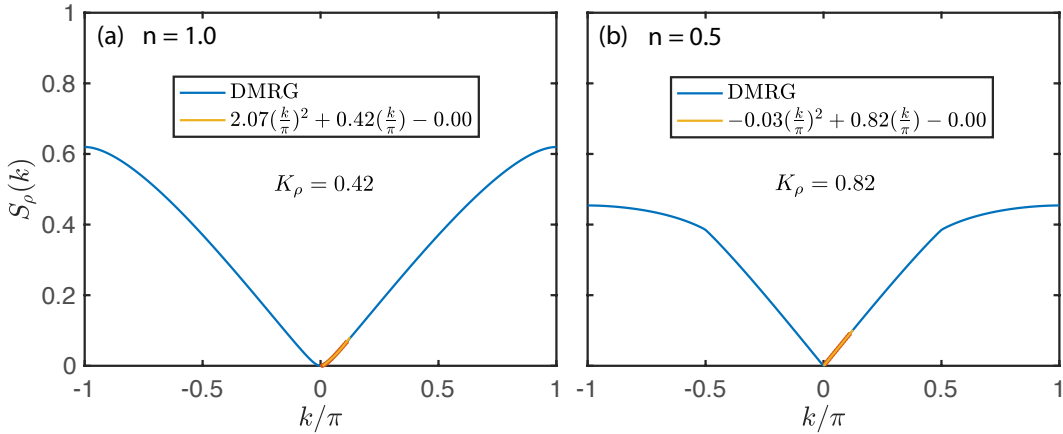 (a) n = 1.0
DMRG
2.07(k/π)² + 0.42(k/π) − 0.00
K_ρ = 0.42
S_ρ(k)
1
0.8
0.6
0.4
0.2
0
-1
-0.5
0
0.5
1
k/π
(b) n = 0.5
DMRG
−0.03(k/π)² + 0.82(k/π) − 0.00
K_ρ = 0.82
-1
-0.5
0
0.5
1
k/π